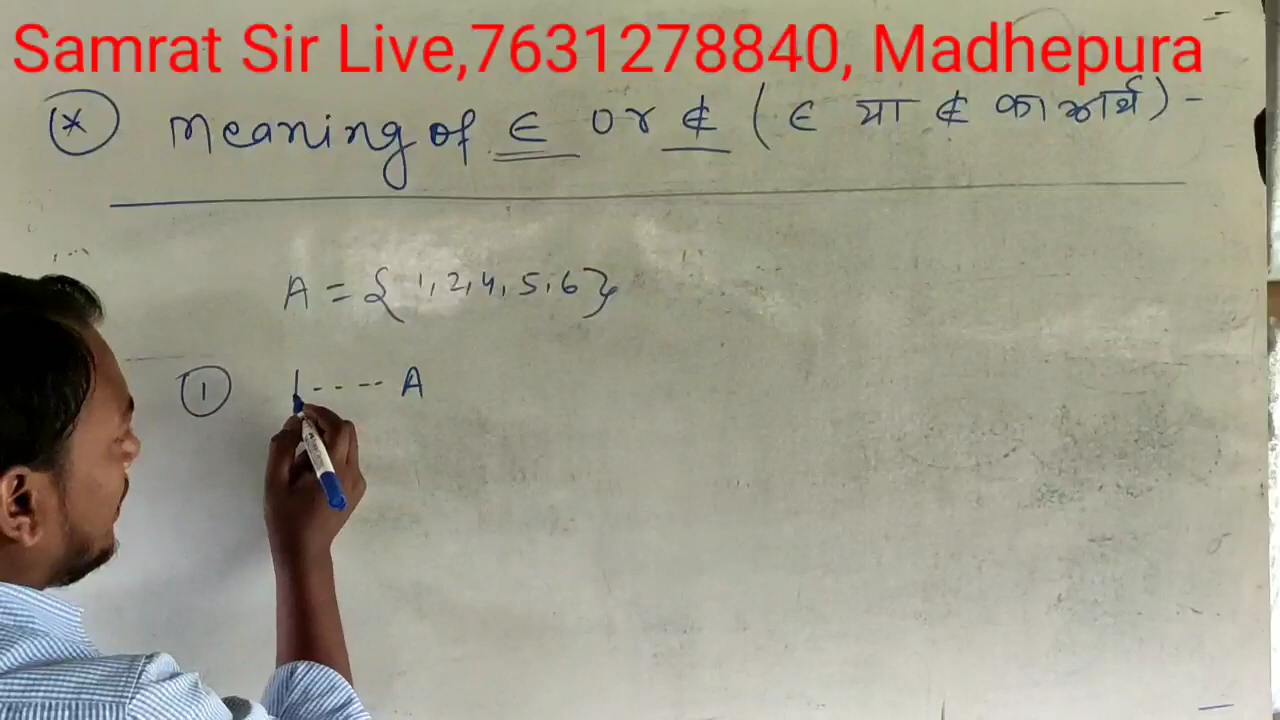 Samrat Sir Live,7631278840, Madhepura
* Meaning of ∈ or ∉ ( ∈ या ∉ का अर्थ) -
A = { 1, 2, 4, 5, 6 }
① 1 ---- A